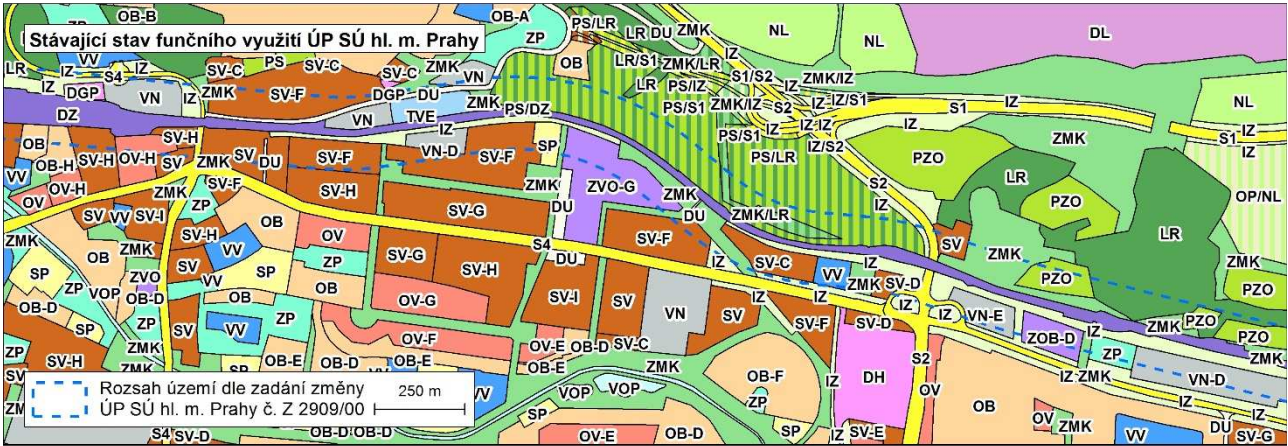 OB-B ZP OB-A PS/LR LR DU ZMK IZ NL DL
Stávající stav funčního využití ÚP SÚ hl. m. Prahy
ZP OB LR/S1 ZMK/LR NL
VV SV-C PS SV-C ZMK VN S1/S2 ZMK/IZ
LR IZ S4 IZ LR PS/IZ IZ/S1 NL
DGP VN IZ ZMK SV-F DGP DU ZMK PS/DZ PS/S1 ZMK/IZ S2 S1 IZ
DZ VN TVE IZ PS/S1 IZ IZ IZ/S2 IZ ZMK S1 IZ
OB SV-H VN-D PS/LR PZO
OB-H SV-H OV-H SV ZMK SV DU SV-F SV-F SP LR
VV OV-H SV-F SV-H ZMK ZVO-G ZMK S2 PZO OP/NL
OV SV VV SV-I ZMK ZP OB SV-G DU DU ZMK/LR IZ LR
ZMK SV-H OV S4 SV-F SV ZMK
OB ZMK SV VV ZP SV-G SV-H DU IZ SV-C VV IZ ZMK
SP ZVO VV SP OB IZ ZMK SV-D PZO PZO
ZP VOP OB-D OB OV-G SV-I SV VN SV IZ IZ IZ VN-E IZ
OB-D SP ZP SV VV ZP OV-F SV-F SV-D ZOB-D ZMK PZO
ZP SV-H ZMK OB-D OB-E OV-E OB-D SV-C ZMK S2 ZP PZO
OB-E OB-F DH OV IZ ZMK VN-D
Rozsah území dle zadání změny
ÚP SÚ hl. m. Prahy č. Z 2909/00
250 m
VV SP VOP VOP ZP IZ OB OV ZMK VV IZ
S4 SV-D OB-D OB-D OV-E OB-D SP SV-E DU SV-G